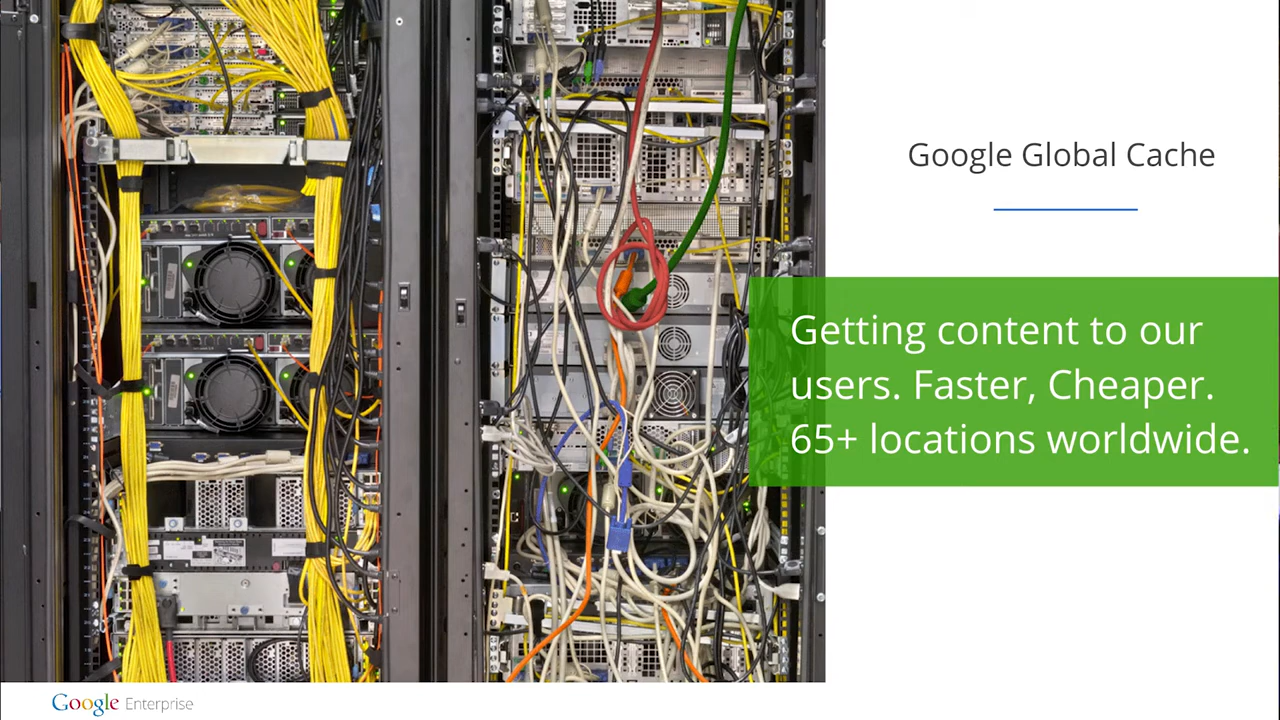 Google Global Cache
Getting content to our
users. Faster, Cheaper.
65+ locations worldwide.
Google Enterprise